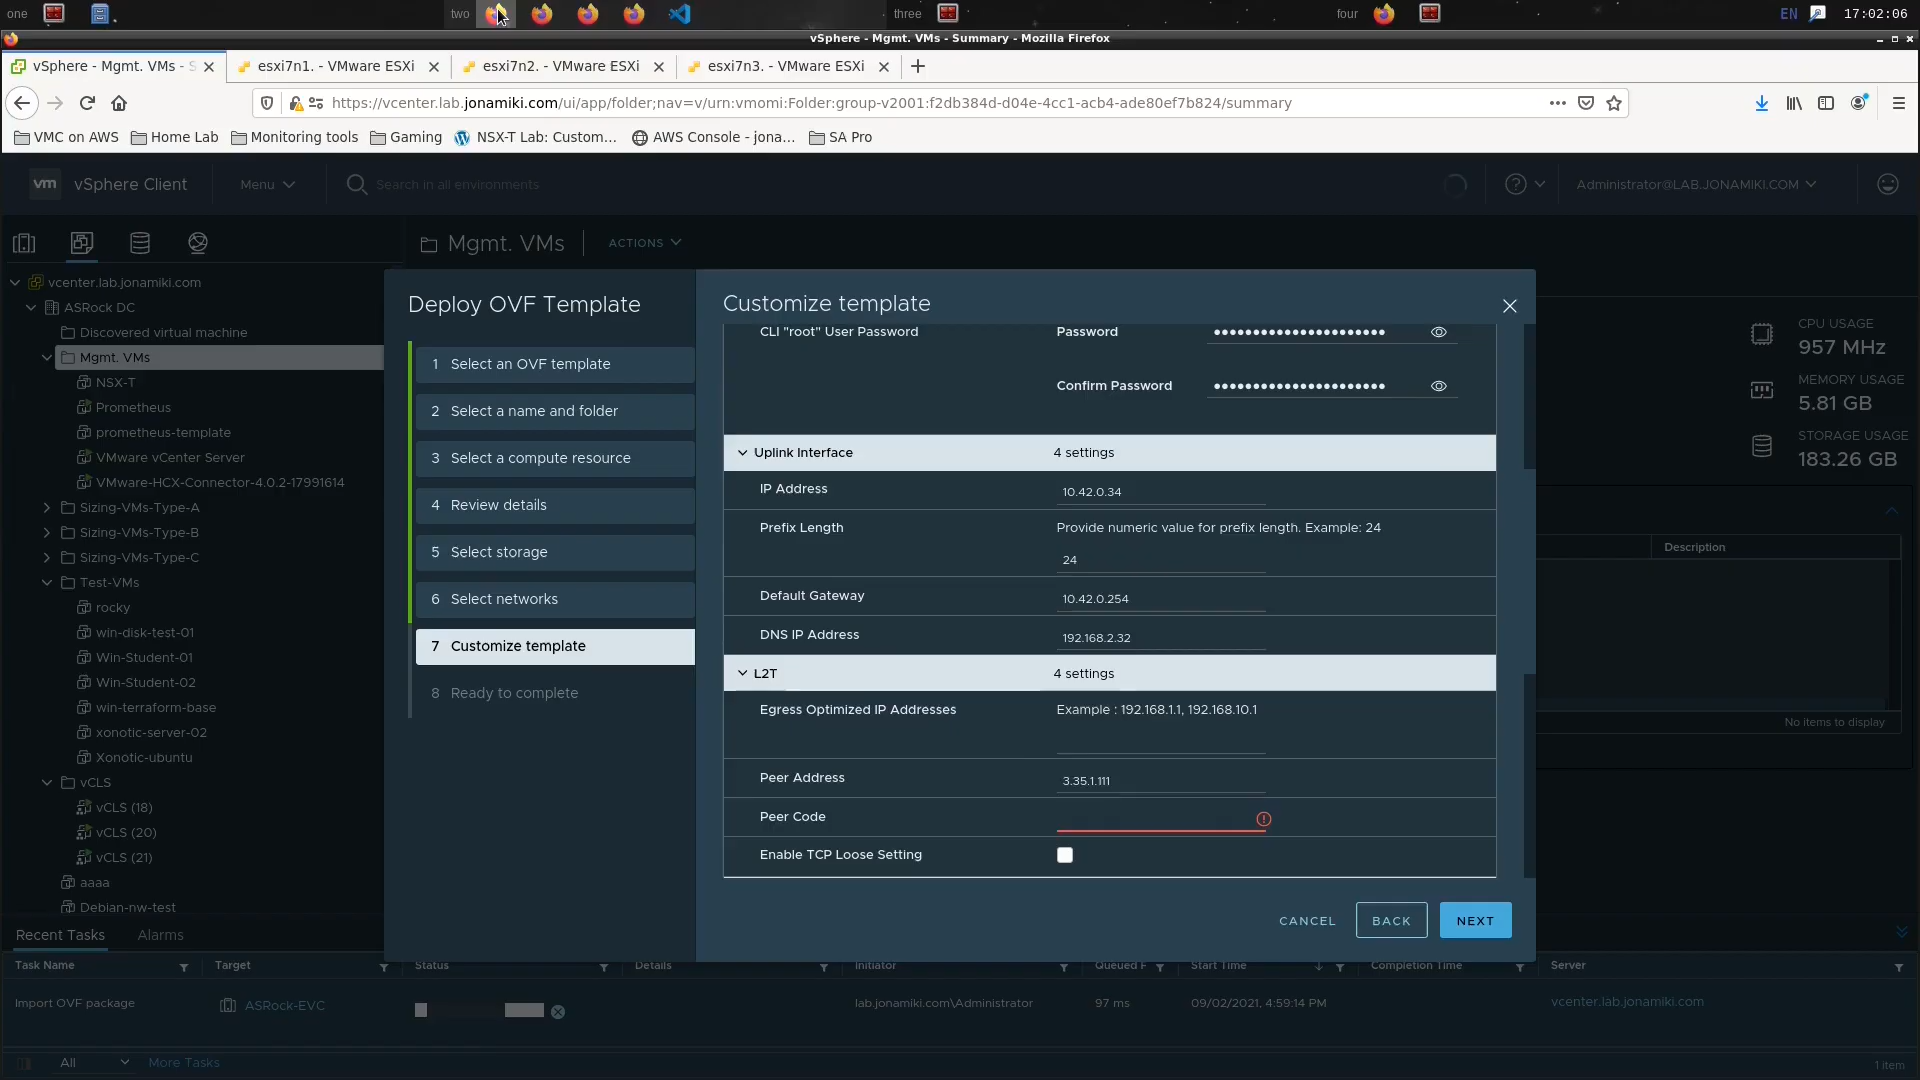 one
two
three
four
EN
17:02:06
vSphere - Mgmt. VMs - Summary - Mozilla Firefox
vSphere - Mgmt. VMs - S
esxi7n1. - VMware ESXi
esxi7n2. - VMware ESXi
esxi7n3. - VMware ESXi
https://vcenter.lab.jonamiki.com/ui/app/folder;nav=v/urn:vmomi:Folder:group-v2001:f2db384d-d04e-4cc1-acb4-ade80ef7b824/summary
VMC on AWS
Home Lab
Monitoring tools
Gaming
NSX-T Lab: Custom...
AWS Console - jona...
SA Pro
vm
vSphere Client
Menu
Search in all environments
Administrator@LAB.JONAMIKI.COM
Mgmt. VMs
ACTIONS
vcenter.lab.jonamiki.com
ASRock DC
Discovered virtual machine
Mgmt. VMs
NSX-T
Prometheus
prometheus-template
VMware vCenter Server
VMware-HCX-Connector-4.0.2-17991614
Sizing-VMs-Type-A
Sizing-VMs-Type-B
Sizing-VMs-Type-C
Test-VMs
rocky
win-disk-test-01
Win-Student-01
Win-Student-02
win-terraform-base
xonotic-server-02
Xonotic-ubuntu
vCLS
vCLS (18)
vCLS (20)
vCLS (21)
aaaa
Debian-nw-test
Deploy OVF Template
1 Select an OVF template
2 Select a name and folder
3 Select a compute resource
4 Review details
5 Select storage
6 Select networks
7 Customize template
8 Ready to complete
Customize template
CLI "root" User Password
Password
Confirm Password
Uplink Interface
4 settings
IP Address
10.42.0.34
Prefix Length
Provide numeric value for prefix length. Example: 24
24
Default Gateway
10.42.0.254
DNS IP Address
192.168.2.32
L2T
4 settings
Egress Optimized IP Addresses
Example : 192.168.1.1, 192.168.10.1
Peer Address
3.35.1.111
Peer Code
Enable TCP Loose Setting
CANCEL
BACK
NEXT
CPU USAGE
957 MHz
MEMORY USAGE
5.81 GB
STORAGE USAGE
183.26 GB
Description
No items to display
Recent Tasks
Alarms
Task Name
Target
Status
Details
Initiator
Queued F
Start Time
Completion Time
Server
Import OVF package
ASRock-EVC
lab.jonamiki.com\Administrator
97 ms
09/02/2021, 4:59:14 PM
vcenter.lab.jonamiki.com
All
More Tasks
1 item